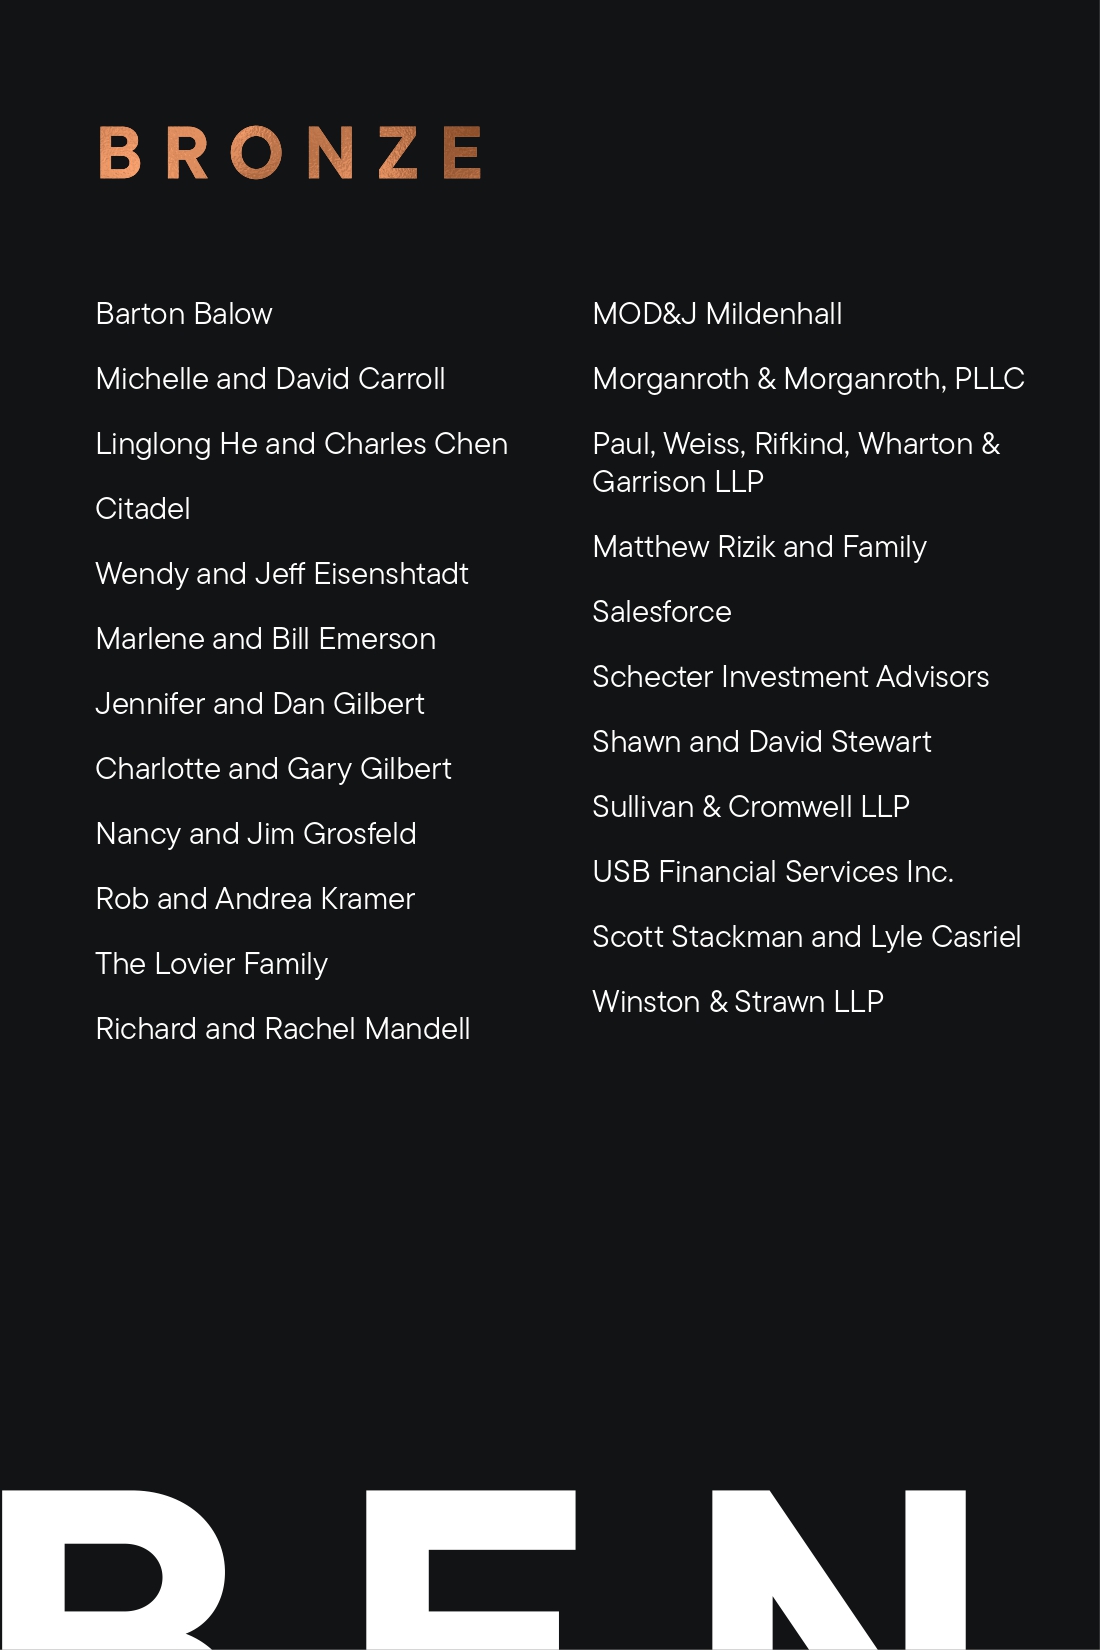 BRONZE
Barton Balow
Michelle and David Carroll
Linglong He and Charles Chen
Citadel
Wendy and Jeff Eisenshtadt
Marlene and Bill Emerson
Jennifer and Dan Gilbert
Charlotte and Gary Gilbert
Nancy and Jim Grosfeld
Rob and Andrea Kramer
The Lovier Family
Richard and Rachel Mandell
MOD&J Mildenhall
Morganroth & Morganroth, PLLC
Paul, Weiss, Rifkind, Wharton &
Garrison LLP
Matthew Rizik and Family
Salesforce
Schecter Investment Advisors
Shawn and David Stewart
Sullivan & Cromwell LLP
USB Financial Services Inc.
Scott Stackman and Lyle Casriel
Winston & Strawn LLP
BEN